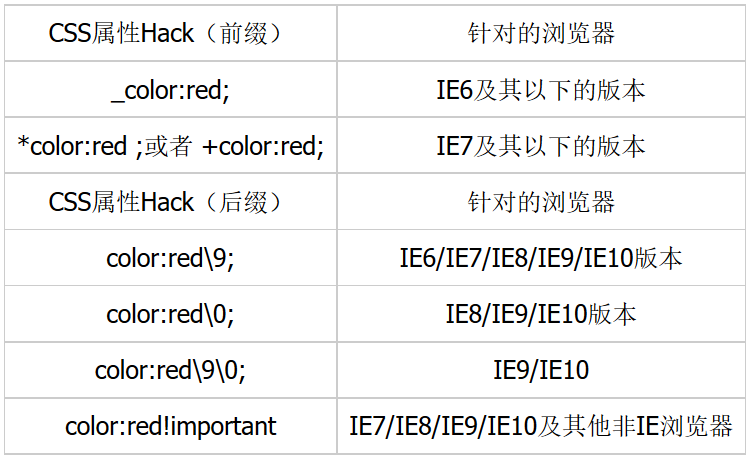 CSS属性Hack（前缀） 针对的浏览器
_color:red; IE6及其以下的版本
*color:red ;或者 +color:red; IE7及其以下的版本
CSS属性Hack（后缀） 针对的浏览器
color:red\9; IE6/IE7/IE8/IE9/IE10版本
color:red\0; IE8/IE9/IE10版本
color:red\9\0; IE9/IE10
color:red!important IE7/IE8/IE9/IE10及其他非IE浏览器